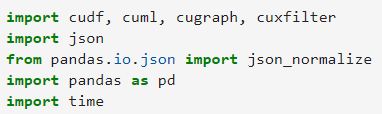 import cudf, cuml, cugraph, cuxfilter
import json
from pandas.io.json import json_normalize
import pandas as pd
import time